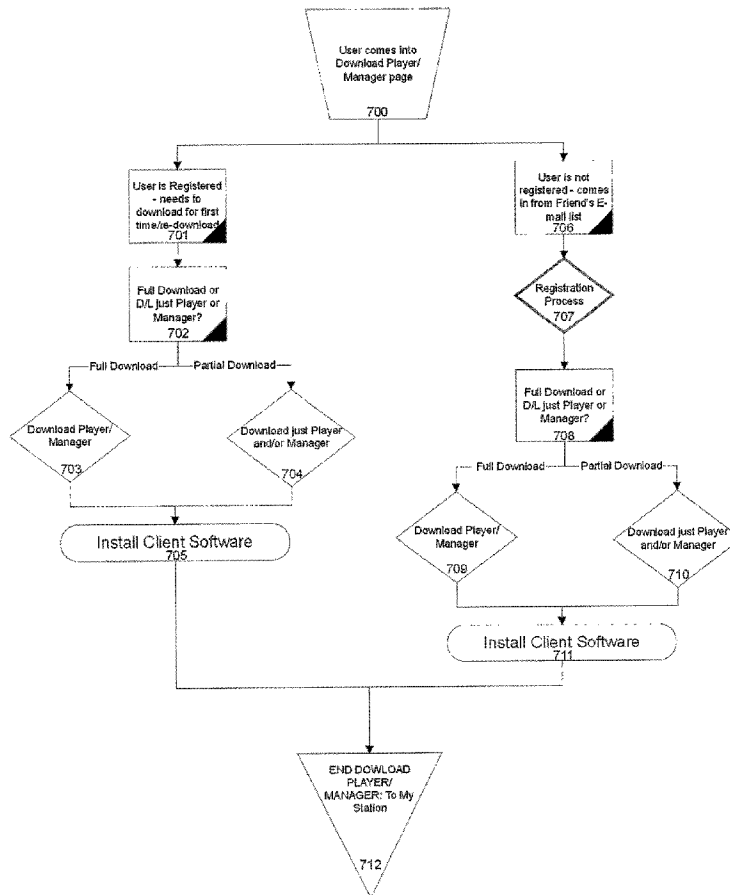 User comes into
Download Player/
Manager page
700
User is Registered
- needs to
download for first
time/re-download
701
User is not
registered - comes
in from Friend's E-
mail list
706
Full Download or
D/L just Player or
Manager?
702
Registration
Process
707
Full Download
Partial Download
Full Download or
D/L just Player or
Manager?
708
Download Player/
Manager
703
Download just Player
and/or Manager
704
Full Download
Partial Download
Install Client Software
705
Download Player/
Manager
709
Download just Player
and/or Manager
710
Install Client Software
711
END DOWLOAD
PLAYER/
MANAGER: To My
Station
712